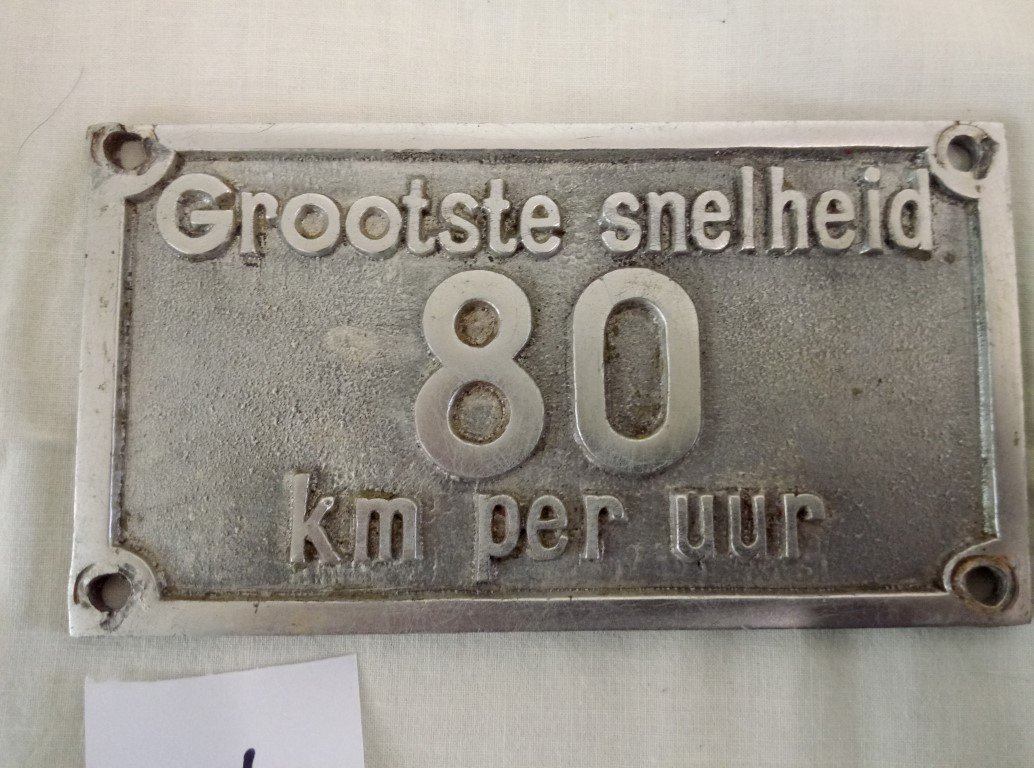 Grootste snelheid
80
km per uur